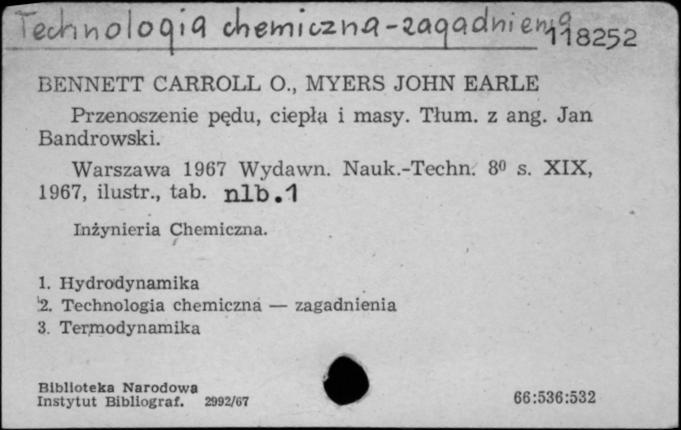 Technologia chemiczna-zagadnienia
118252
BENNETT CARROLL O., MYERS JOHN EARLE
Przenoszenie pędu, ciepła i masy. Tłum. z ang. Jan
Bandrowski.
Warszawa 1967 Wydawn. Nauk.-Techn. 8⁰ s. XIX,
1967, ilustr., tab. nlb.1
Inżynieria Chemiczna.
1. Hydrodynamika
2. Technologia chemiczna — zagadnienia
3. Termodynamika
Biblioteka Narodowa
Instytut Bibliograf. 2992/67
66:536:532